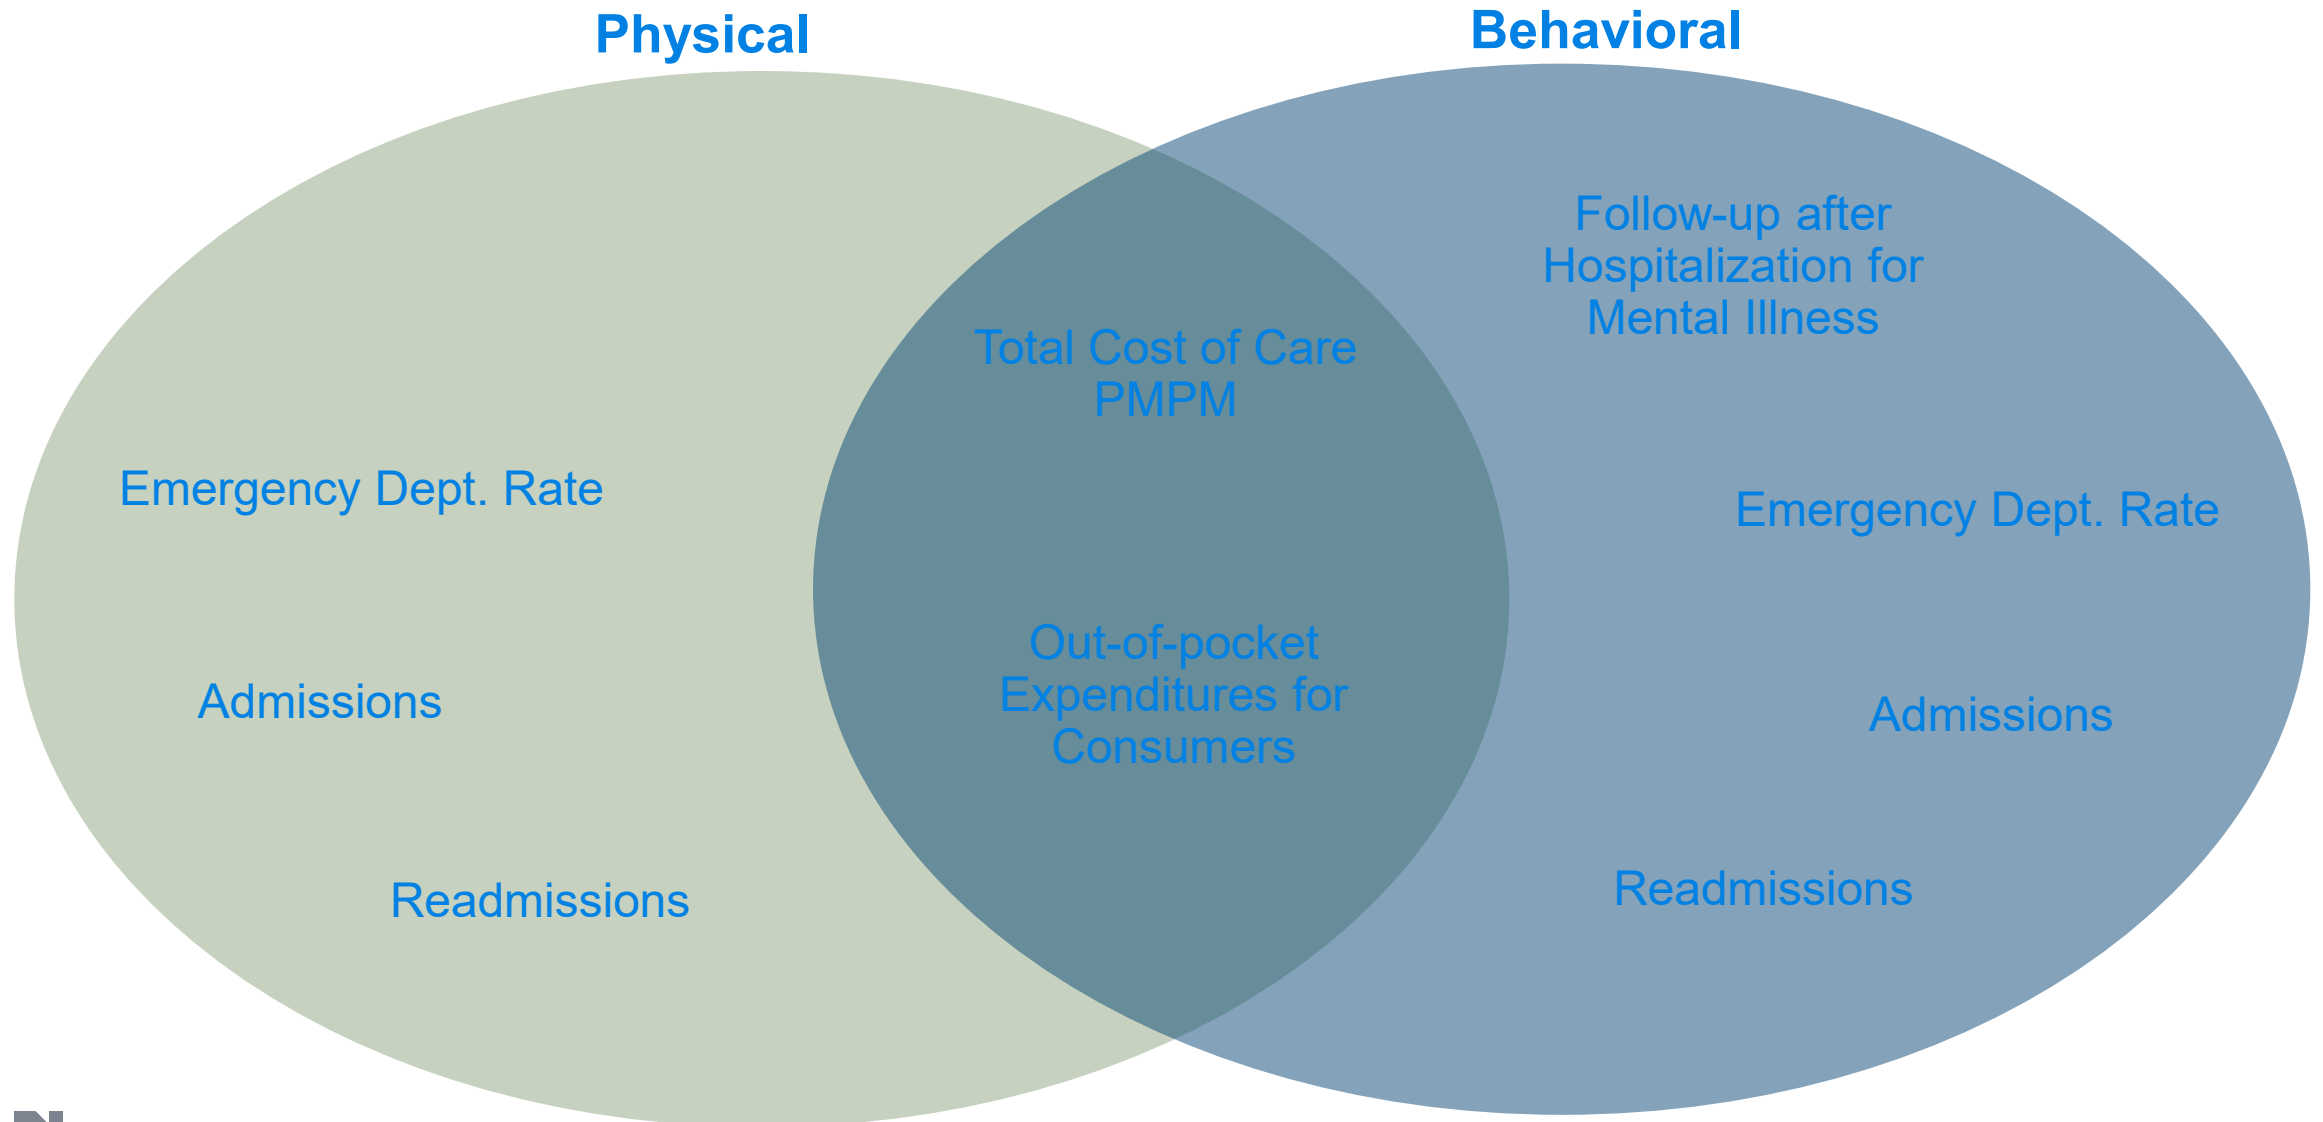 Physical
Behavioral
Follow-up after
Hospitalization for
Mental Illness
Total Cost of Care
PMPM
Emergency Dept. Rate
Emergency Dept. Rate
Out-of-pocket
Expenditures for
Consumers
Admissions
Admissions
Readmissions
Readmissions